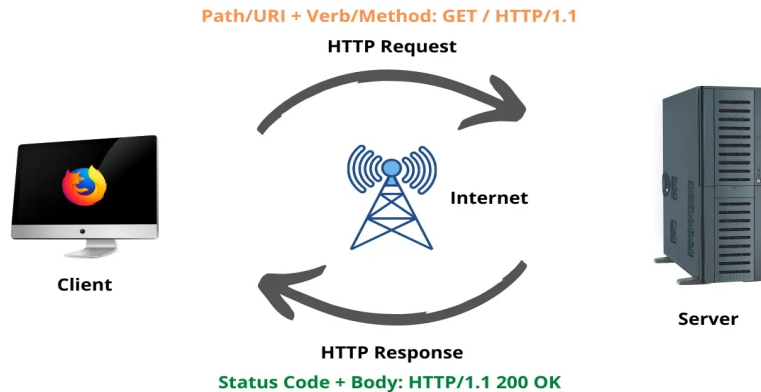 Path/URI + Verb/Method: GET / HTTP/1.1
HTTP Request
Internet
Client
Server
HTTP Response
Status Code + Body: HTTP/1.1 200 OK